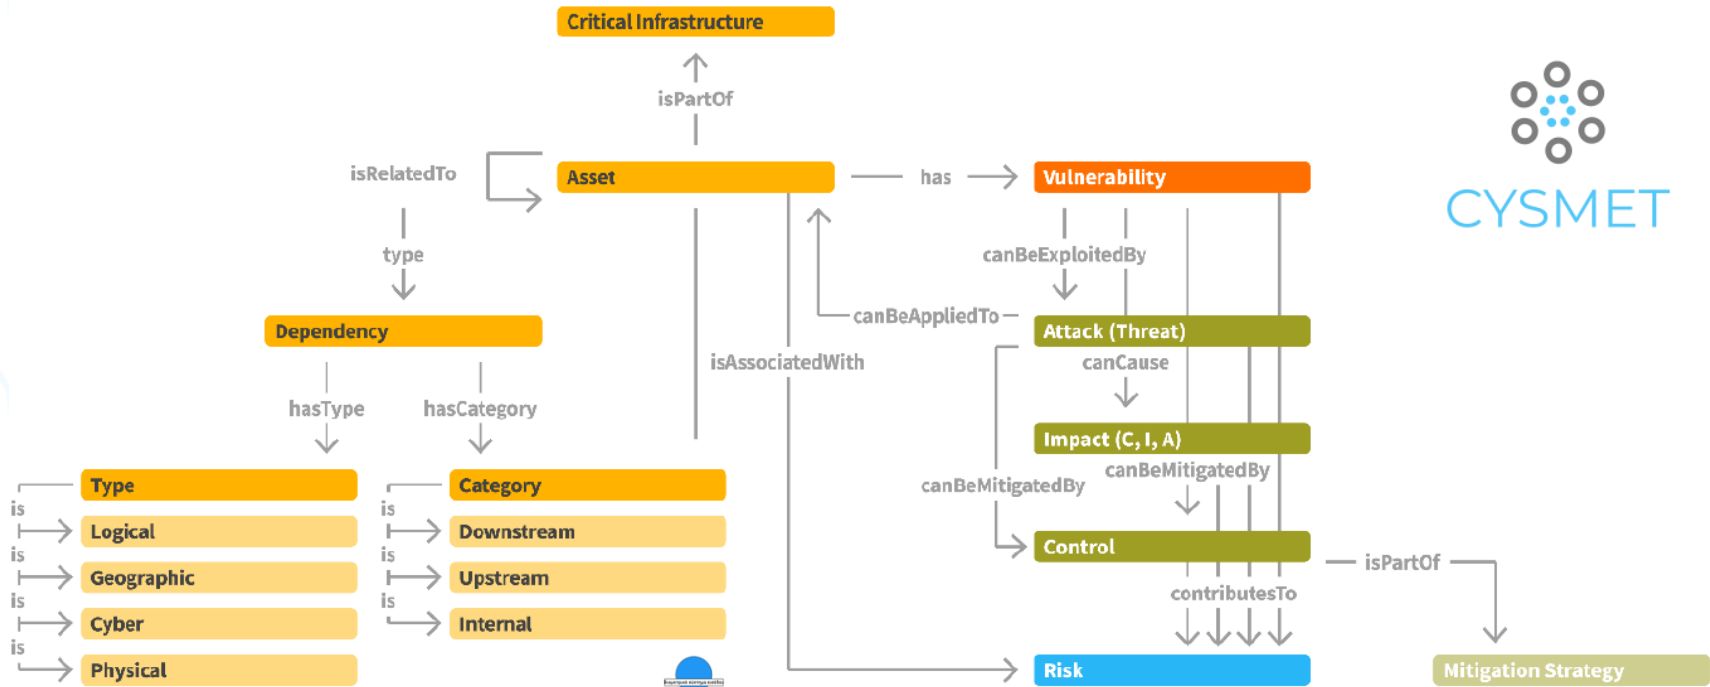 Critical Infrastructure
isPartOf
isRelatedTo
Asset
has
Vulnerability
CYSMET
type
canBeExploitedBy
canBeAppliedTo
Dependency
Attack (Threat)
isAssociatedWith
canCause
hasType
hasCategory
Impact (C, I, A)
canBeMitigatedBy
canBeMitigatedBy
Type
Category
is
is
Logical
Downstream
Control
is
is
isPartOf
Geographic
Upstream
contributesTo
is
is
Cyber
Internal
is
Physical
Risk
Mitigation Strategy